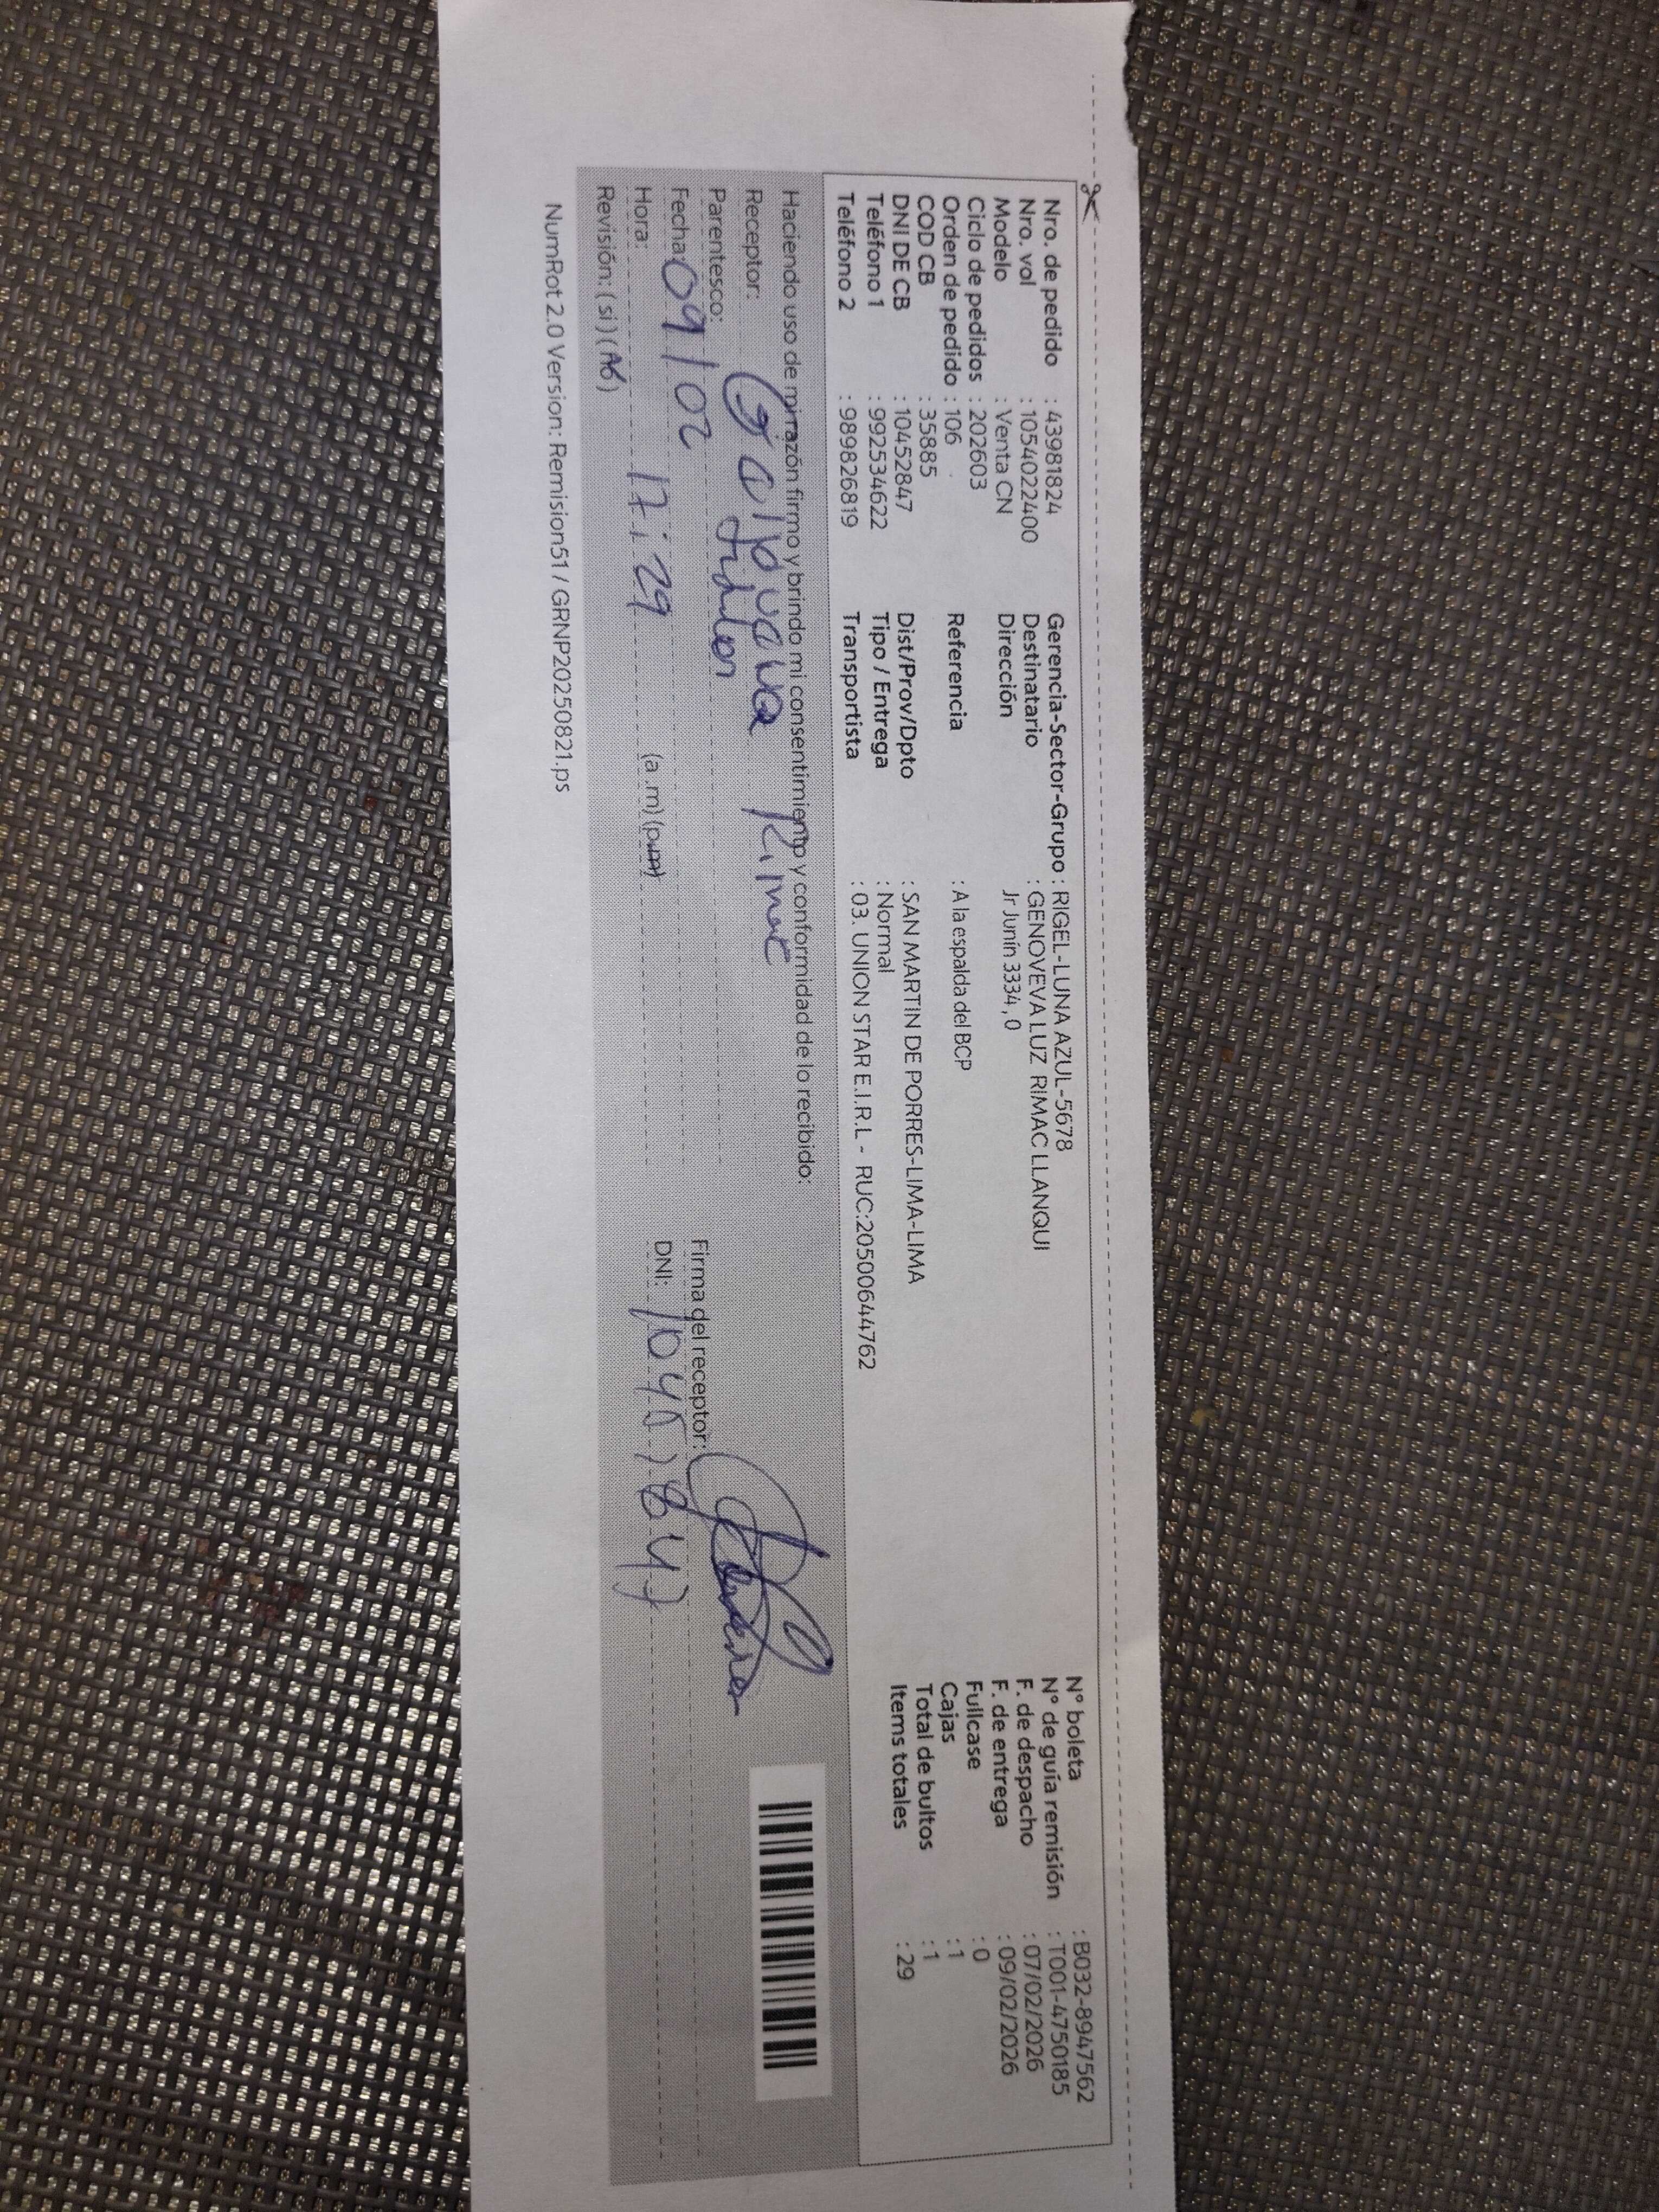 Nro. de pedido : 43981824
Nro. vol : 1054022400
Modelo : Venta CN
Ciclo de pedidos : 202603
Orden de pedido : 106
COD CB : 35885
DNI DE CB : 10452847
Teléfono 1 : 992534622
Teléfono 2 : 989826819
Gerencia-Sector-Grupo : RIGEL-LUNA AZUL-5678
Destinatario : GENOVEVA LUZ RIMAC LLANQUI
Dirección Jr Junín 3334 , 0
Referencia : A la espalda del BCP
Dist/Prov/Dpto : SAN MARTIN DE PORRES-LIMA-LIMA
Tipo / Entrega : Normal
Transportista : 03. UNION STAR E.I.R.L - RUC:20500644762
N° boleta : B032-8947562
N° de guía remisión : T001-4750185
F. de despacho : 07/02/2026
F. de entrega : 09/02/2026
Fullcase : 0
Cajas : 1
Total de bultos : 1
Items totales : 29
Haciendo uso de mi razón firmo y brindo mi consentimiento y conformidad de lo recibido:
Receptor:
Parentesco:
Fecha: 09/02
Hora: 17:29 (a.m) (p.m)
Revisión: (si) (no)
Firma del receptor:
DNI: 10452847
NumRot 2.0 Version: Remision51 / GRNP20250821.ps